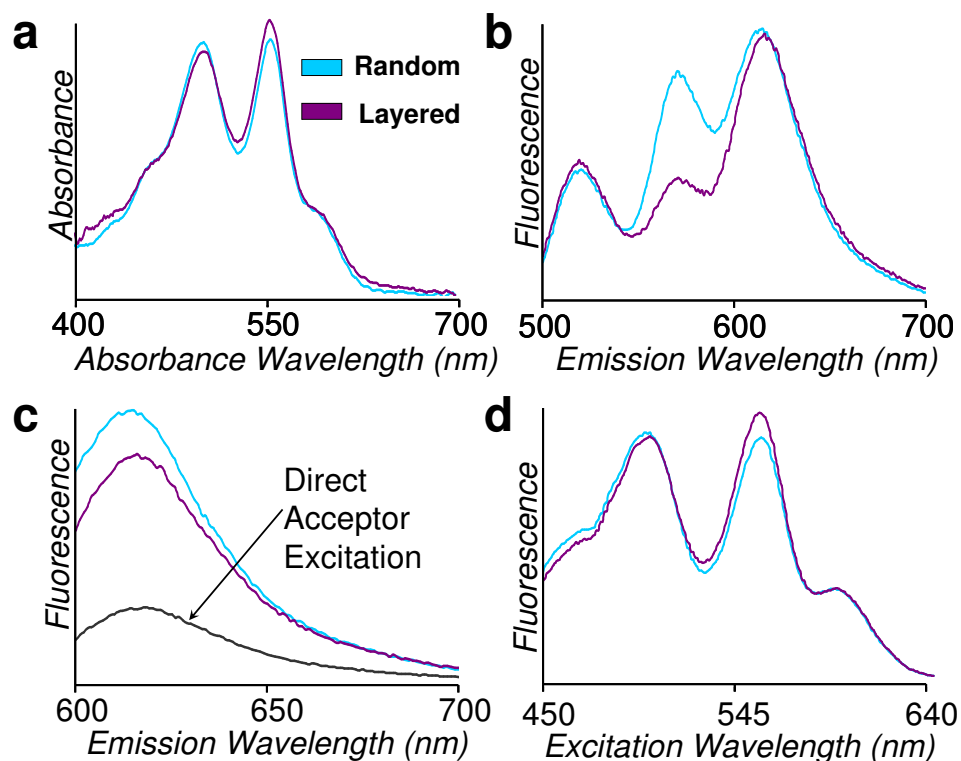 a
Absorbance
Random
Layered
400
550
700
Absorbance Wavelength (nm)
b
Fluorescence
500
600
700
Emission Wavelength (nm)
c
Fluorescence
Direct
Acceptor
Excitation
600
650
700
Emission Wavelength (nm)
d
Fluorescence
450
545
640
Excitation Wavelength (nm)